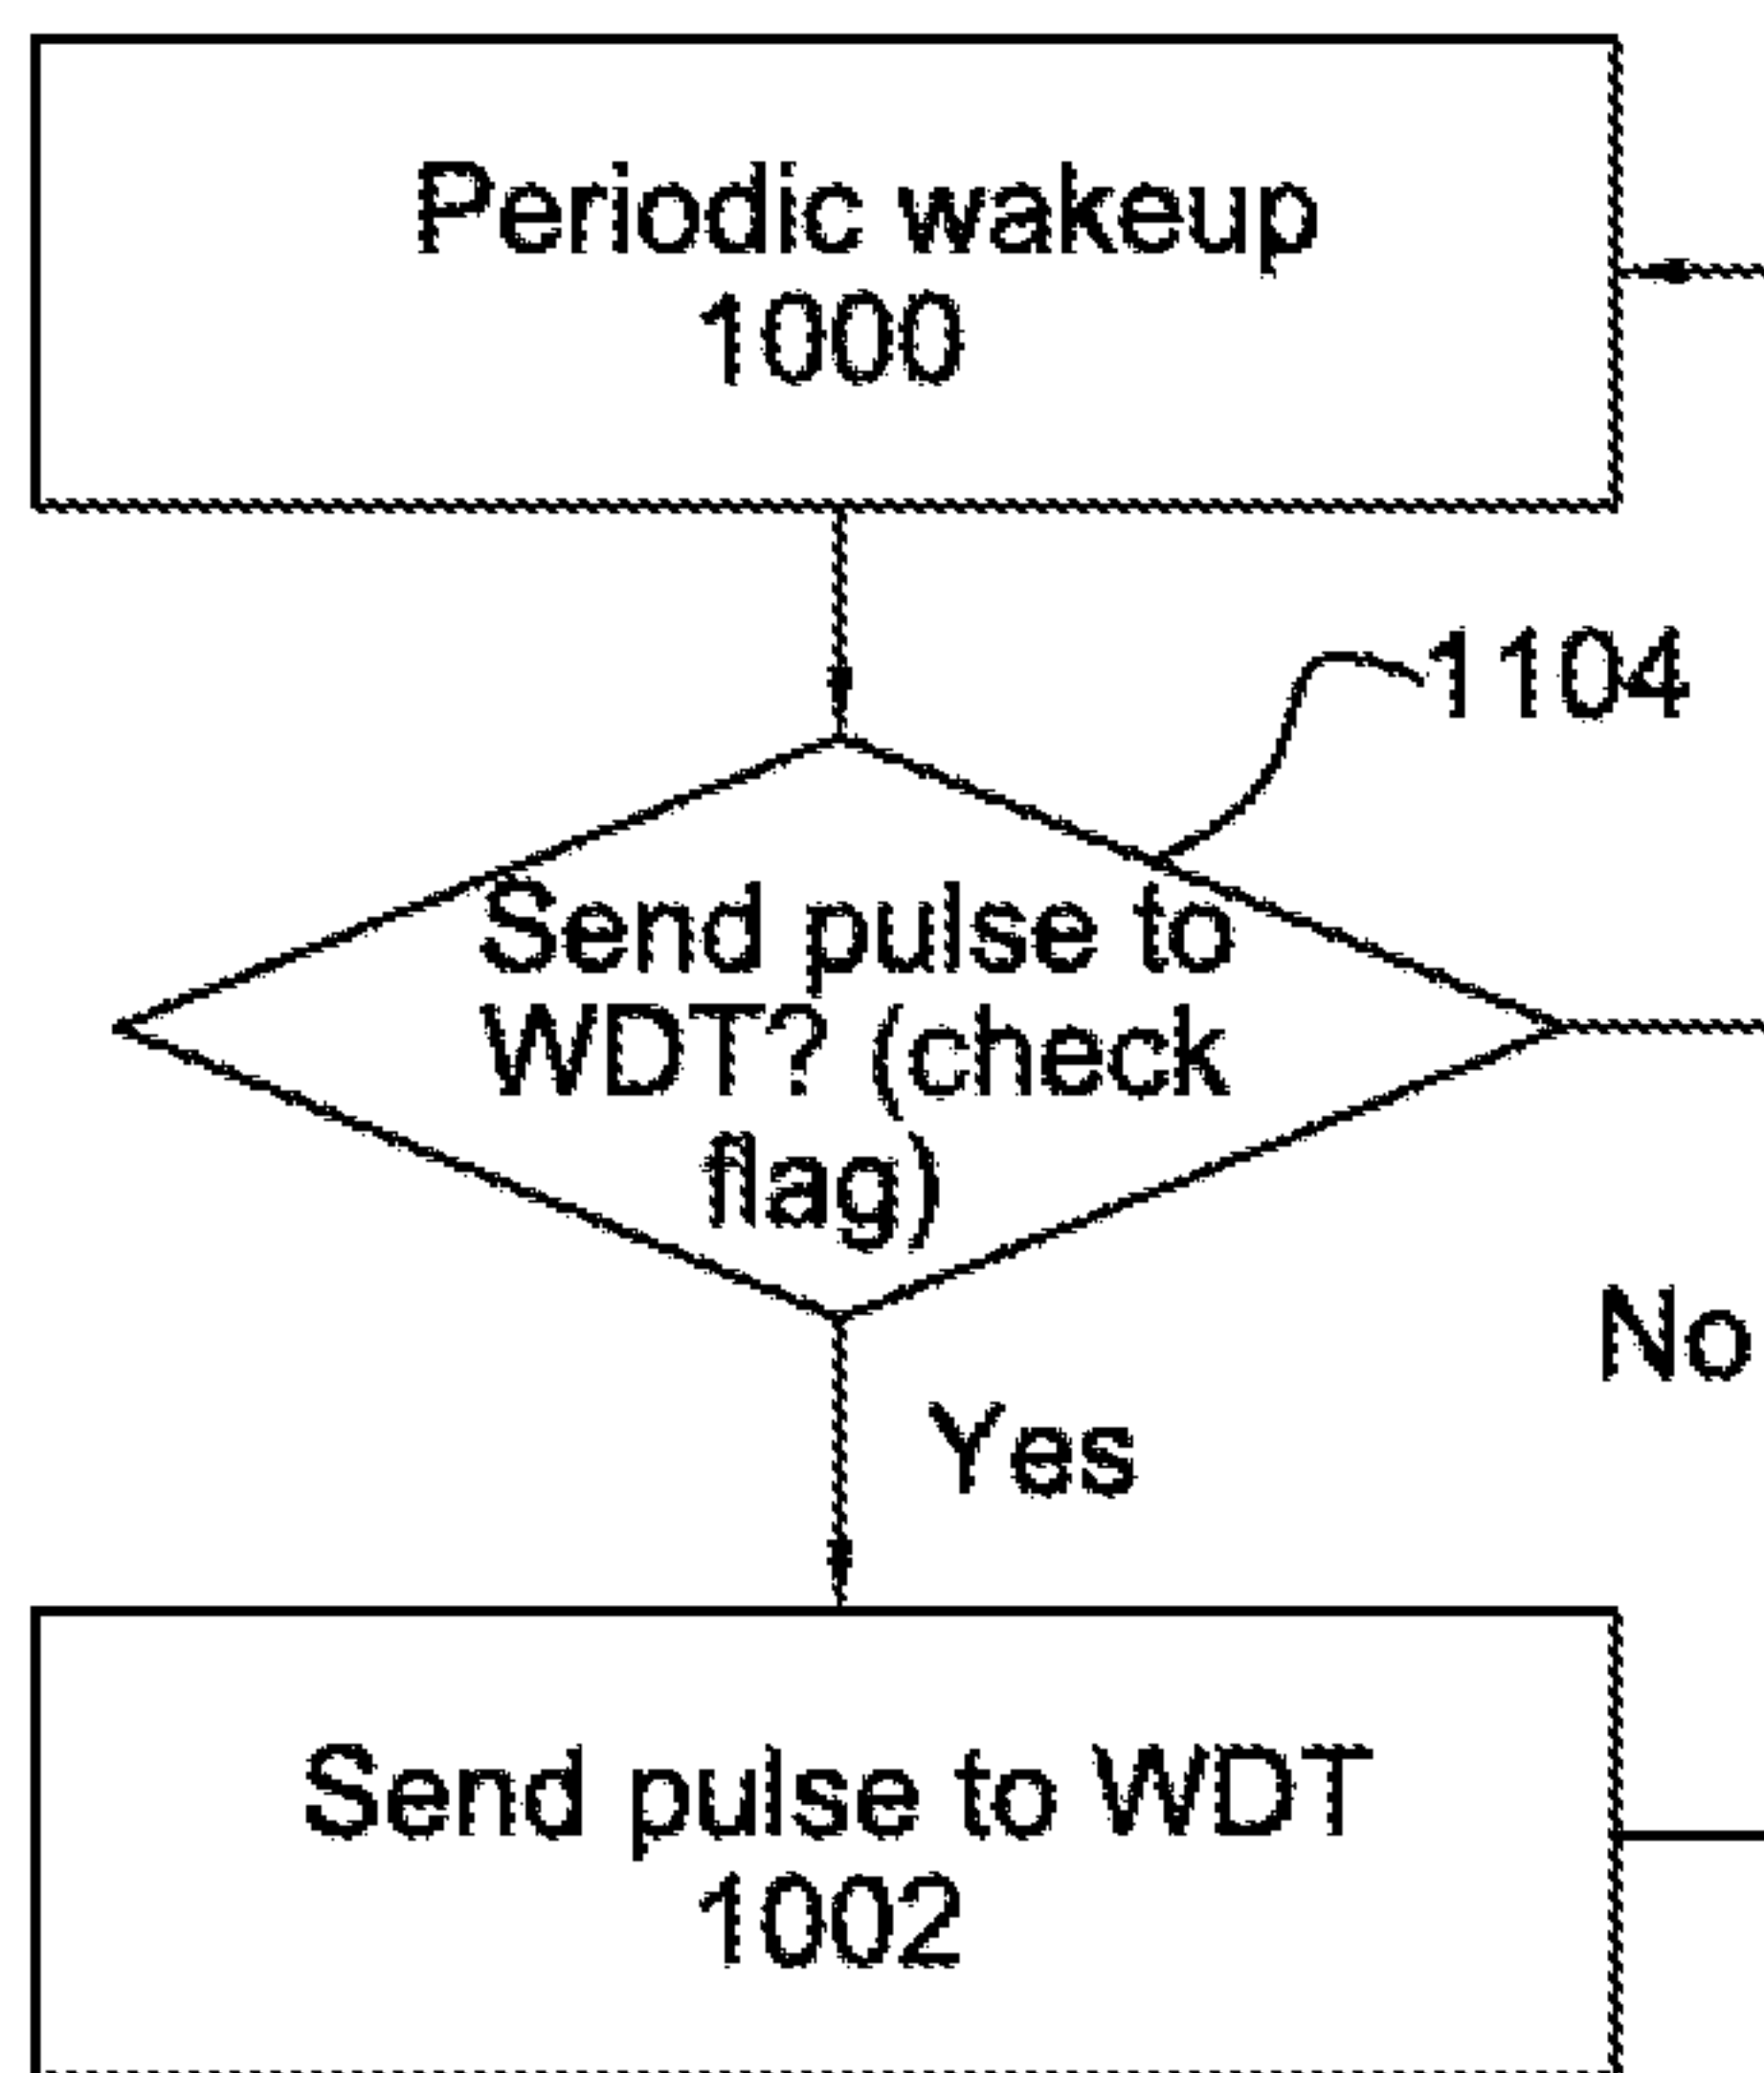 Periodic wakeup
1000
1104
Send pulse to
WDT? (check
flag)
No
Yes
Send pulse to WDT
1002